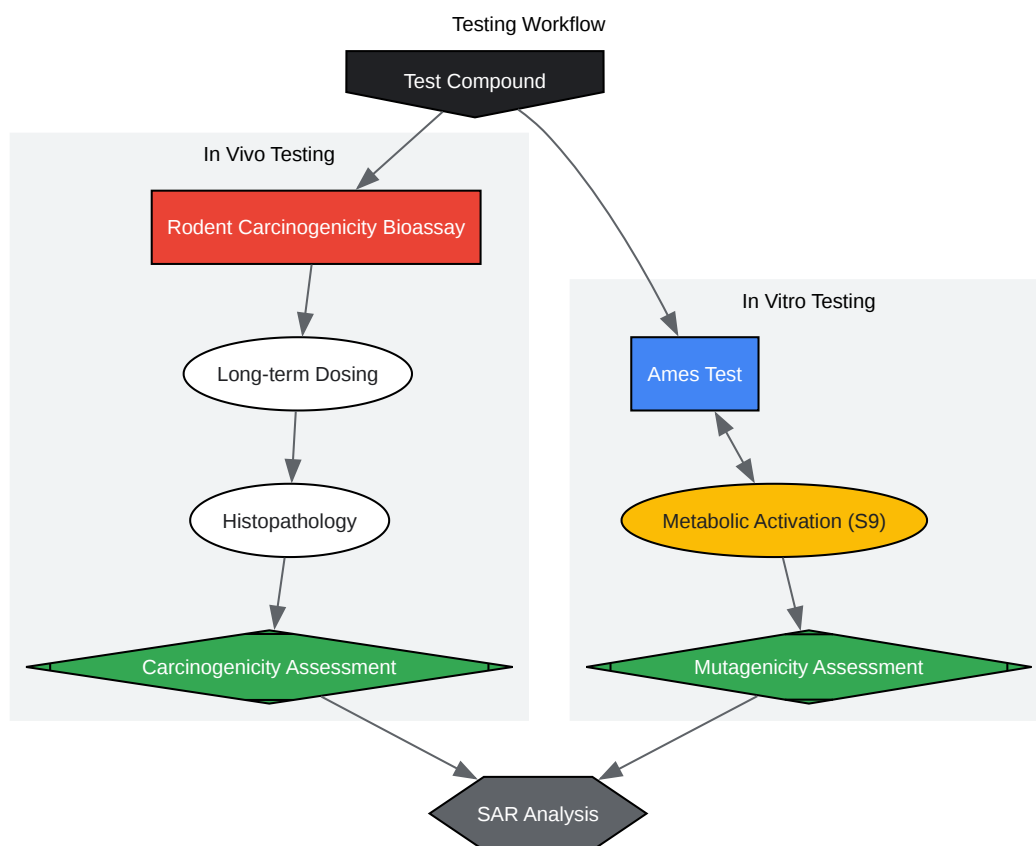 Testing Workflow
Test Compound
In Vivo Testing
Rodent Carcinogenicity Bioassay
Long-term Dosing
Histopathology
Carcinogenicity Assessment
In Vitro Testing
Ames Test
Metabolic Activation (S9)
Mutagenicity Assessment
SAR Analysis